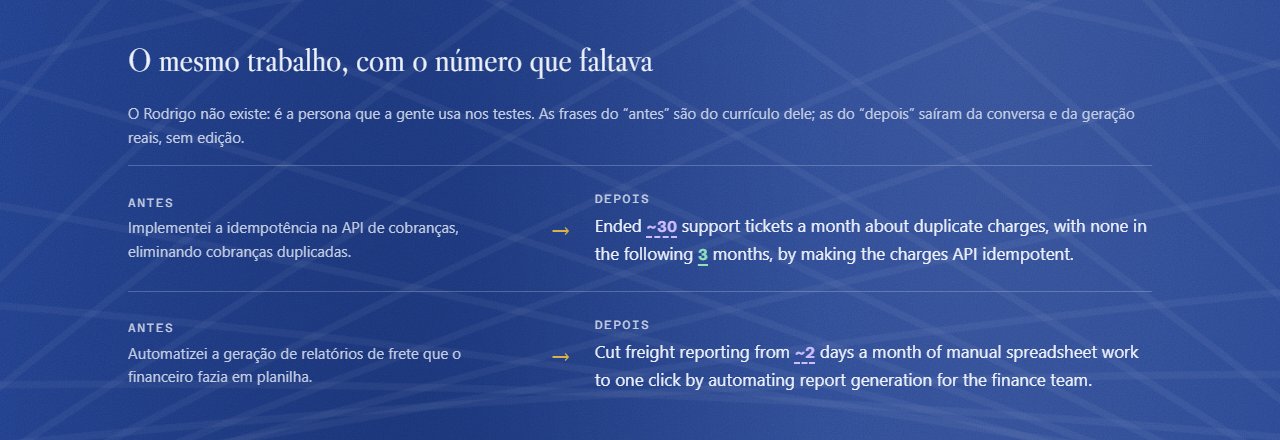 O mesmo trabalho, com o número que faltava
O Rodrigo não existe: é a persona que a gente usa nos testes. As frases do “antes” são do currículo dele; as do “depois” saíram da conversa e da geração
reais, sem edição.
ANTES
Implementei a idempotência na API de cobranças,
eliminando cobranças duplicadas.
→
DEPOIS
Ended ~30 support tickets a month about duplicate charges, with none in
the following 3 months, by making the charges API idempotent.
ANTES
Automatizei a geração de relatórios de frete que o
financeiro fazia em planilha.
→
DEPOIS
Cut freight reporting from ~2 days a month of manual spreadsheet work
to one click by automating report generation for the finance team.